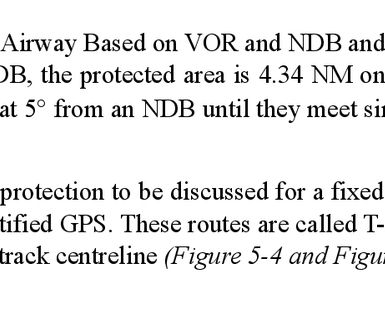 Airway Based on VOR and NDB and
DB, the protected area is 4.34 NM on
at 5° from an NDB until they meet
protection to be discussed for a fixed
tified GPS. These routes are called T-
track centreline (Figure 5-4 and